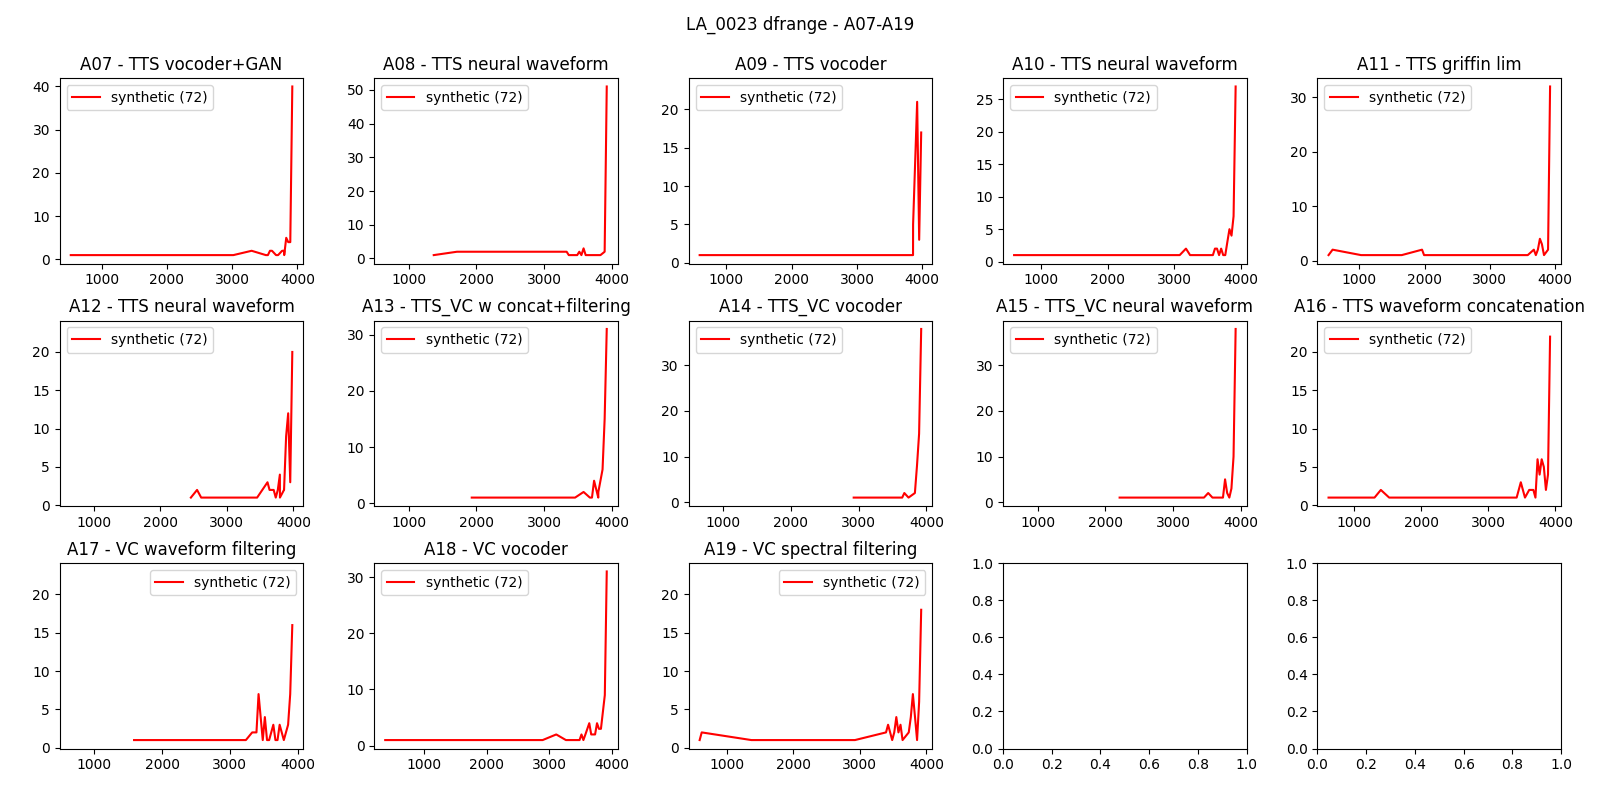 LA_0023 dfrange - A07-A19
A07 - TTS vocoder+GAN
A08 - TTS neural waveform
A09 - TTS vocoder
A10 - TTS neural waveform
A11 - TTS griffin lim
synthetic (72)
synthetic (72)
synthetic (72)
synthetic (72)
synthetic (72)
40
30
20
10
0
50
40
30
20
10
0
20
15
10
5
0
25
20
15
10
5
0
30
20
10
0
1000 2000 3000 4000
1000 2000 3000 4000
1000 2000 3000 4000
1000 2000 3000 4000
1000 2000 3000 4000
A12 - TTS neural waveform
A13 - TTS_VC w concat+filtering
A14 - TTS_VC vocoder
A15 - TTS_VC neural waveform
A16 - TTS waveform concatenation
synthetic (72)
synthetic (72)
synthetic (72)
synthetic (72)
synthetic (72)
20
15
10
5
0
30
20
10
0
30
20
10
0
30
20
10
0
20
15
10
5
0
1000 2000 3000 4000
1000 2000 3000 4000
1000 2000 3000 4000
1000 2000 3000 4000
1000 2000 3000 4000
A17 - VC waveform filtering
A18 - VC vocoder
A19 - VC spectral filtering
synthetic (72)
synthetic (72)
synthetic (72)
20
15
10
5
0
30
20
10
0
20
15
10
5
0
1.0
0.8
0.6
0.4
0.2
0.0
1.0
0.8
0.6
0.4
0.2
0.0
1000 2000 3000 4000
1000 2000 3000 4000
1000 2000 3000 4000
0.0 0.2 0.4 0.6 0.8 1.0
0.0 0.2 0.4 0.6 0.8 1.0